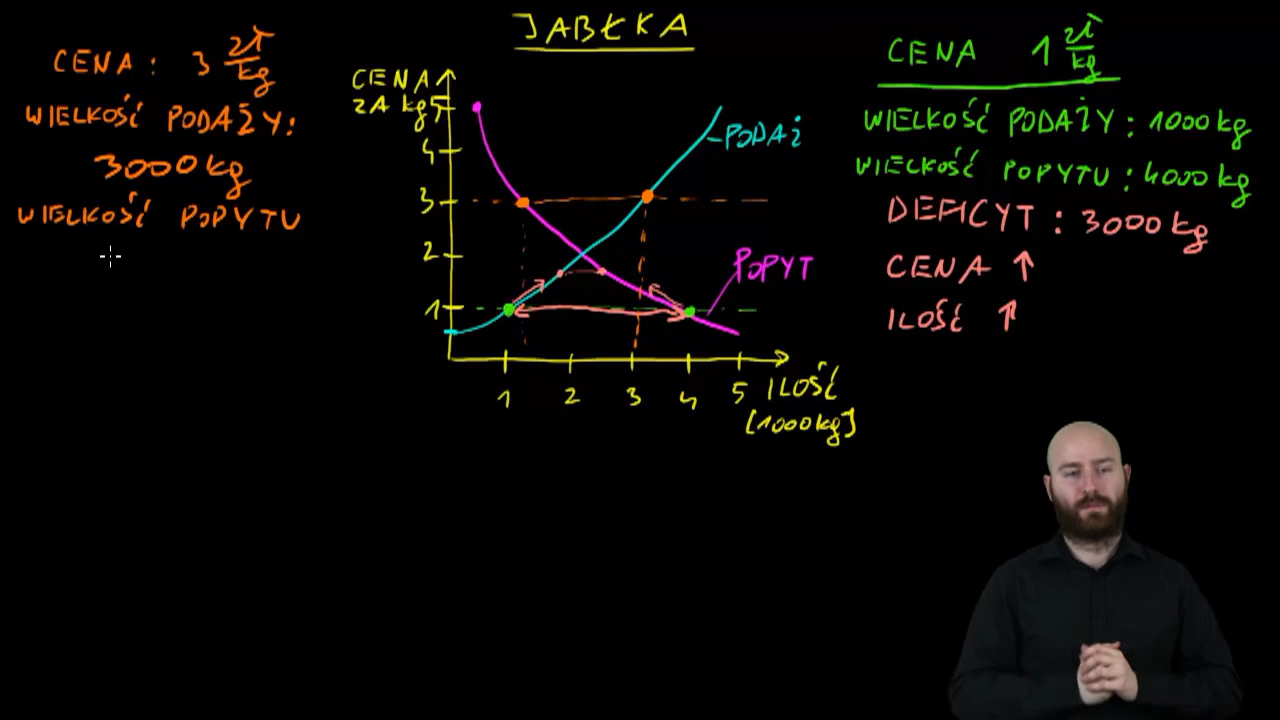 JABŁKA
CENA: 3 zł/kg
WIELKOŚĆ PODAŻY:
3000 kg
WIELKOŚĆ POPYTU
CENA
ZA kg
5
4
3
2
1
PODAŻ
POPYT
1 2 3 4 5 ILOŚĆ
[1000 kg]
CENA 1 zł/kg
WIELKOŚĆ PODAŻY: 1000 kg
WIELKOŚĆ POPYTU: 4000 kg
DEFICYT: 3000 kg
CENA ↑
ILOŚĆ ↑